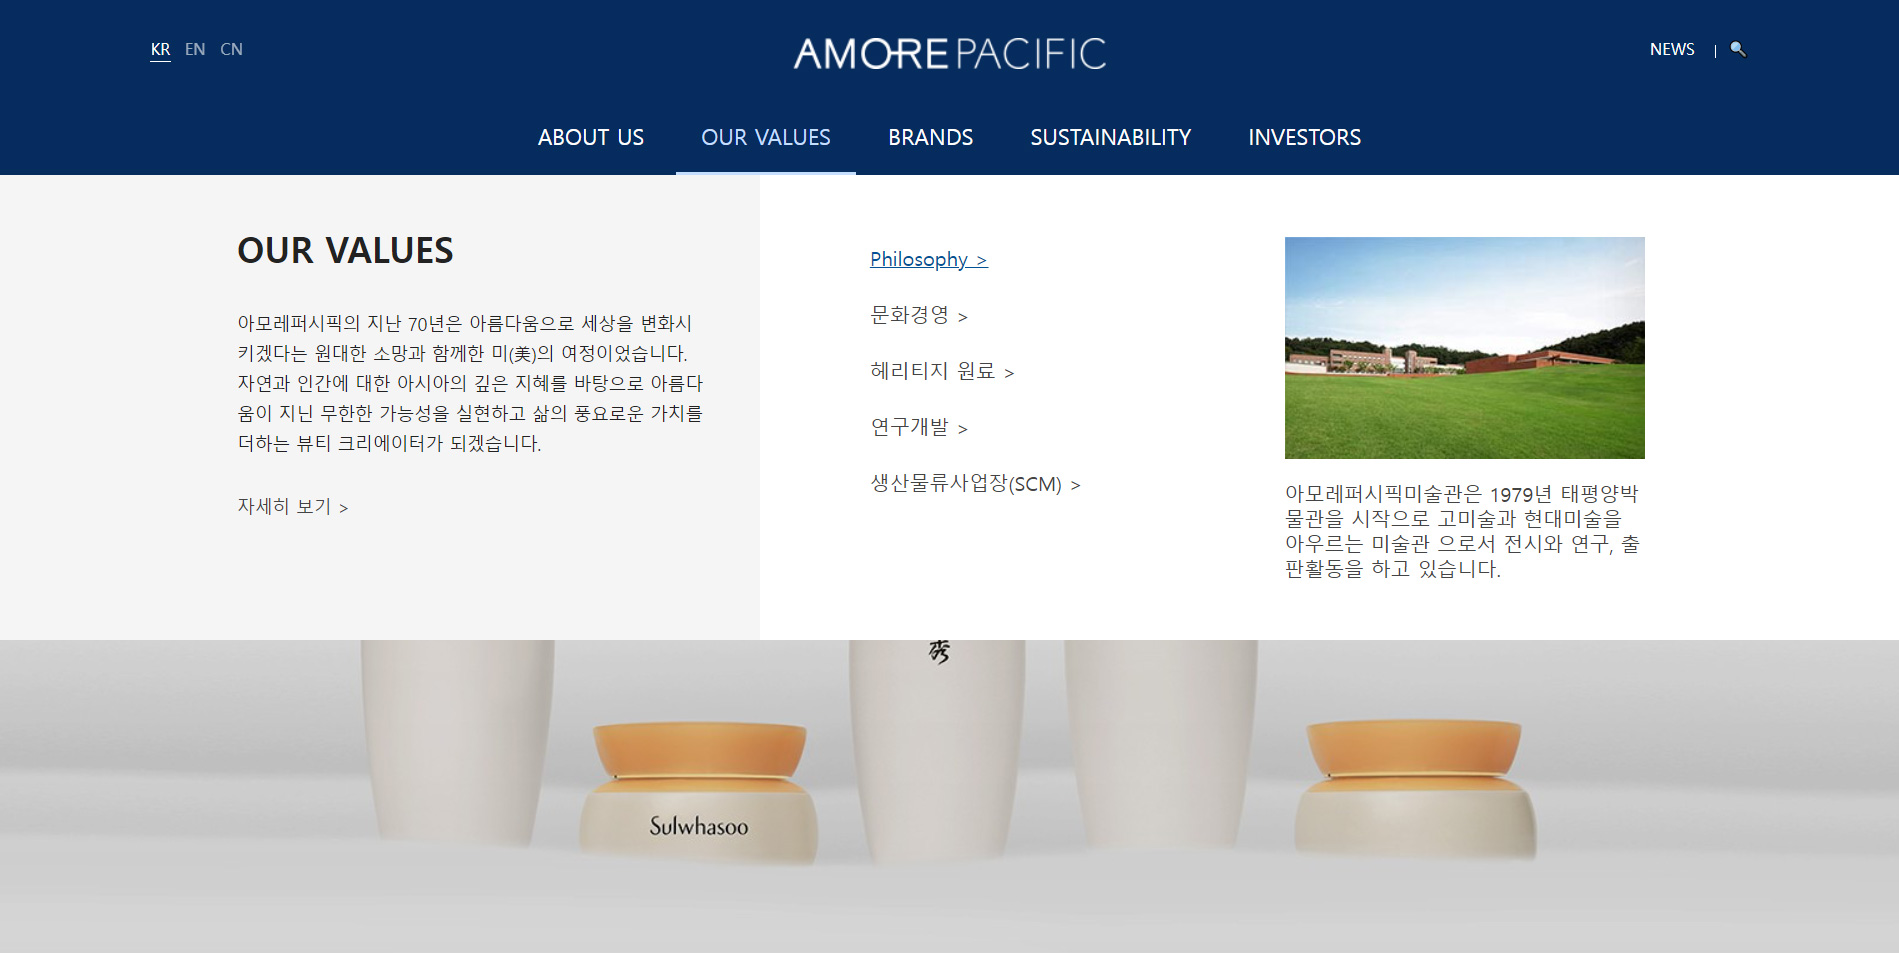 KR EN CN
AMOREPACIFIC
NEWS
ABOUT US OUR VALUES BRANDS SUSTAINABILITY INVESTORS
OUR VALUES
아모레퍼시픽의 지난 70년은 아름다움으로 세상을 변화시
키겠다는 원대한 소망과 함께한 미(美)의 여정이었습니다.
자연과 인간에 대한 아시아의 깊은 지혜를 바탕으로 아름다
움이 지닌 무한한 가능성을 실현하고 삶의 풍요로운 가치를
더하는 뷰티 크리에이터가 되겠습니다.
자세히 보기 >
Philosophy >
문화경영 >
헤리티지 원료 >
연구개발 >
생산물류사업장(SCM) >
아모레퍼시픽미술관은 1979년 태평양박
물관을 시작으로 고미술과 현대미술을
아우르는 미술관 으로서 전시와 연구, 출
판활동을 하고 있습니다.
秀
Sulwhasoo